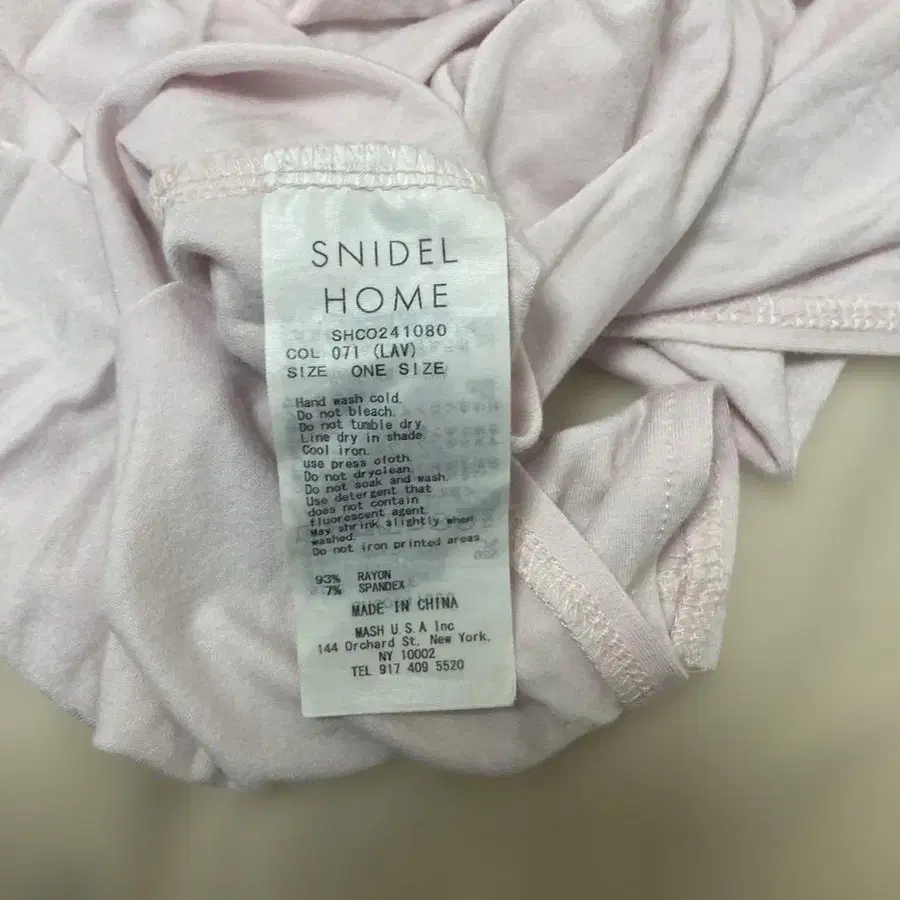 SNIDEL
HOME
SHCO241080
COL 071 (LAV)
SIZE ONE SIZE
Hand wash cold.
Do not bleach.
Do not tumble dry
Line dry in shade.
Cool iron.
use press cloth.
Do not dryclean.
Do not soak and wash.
Use detergent that
does not contain
fluorescent agent.
May shrink slightly when
washed.
Do not iron printed areas
93% RAYON
7% SPANDEX
MADE IN CHINA
MASH U.S.A Inc
144 Orchard St. New York,
NY 10002
TEL 917 409 5520